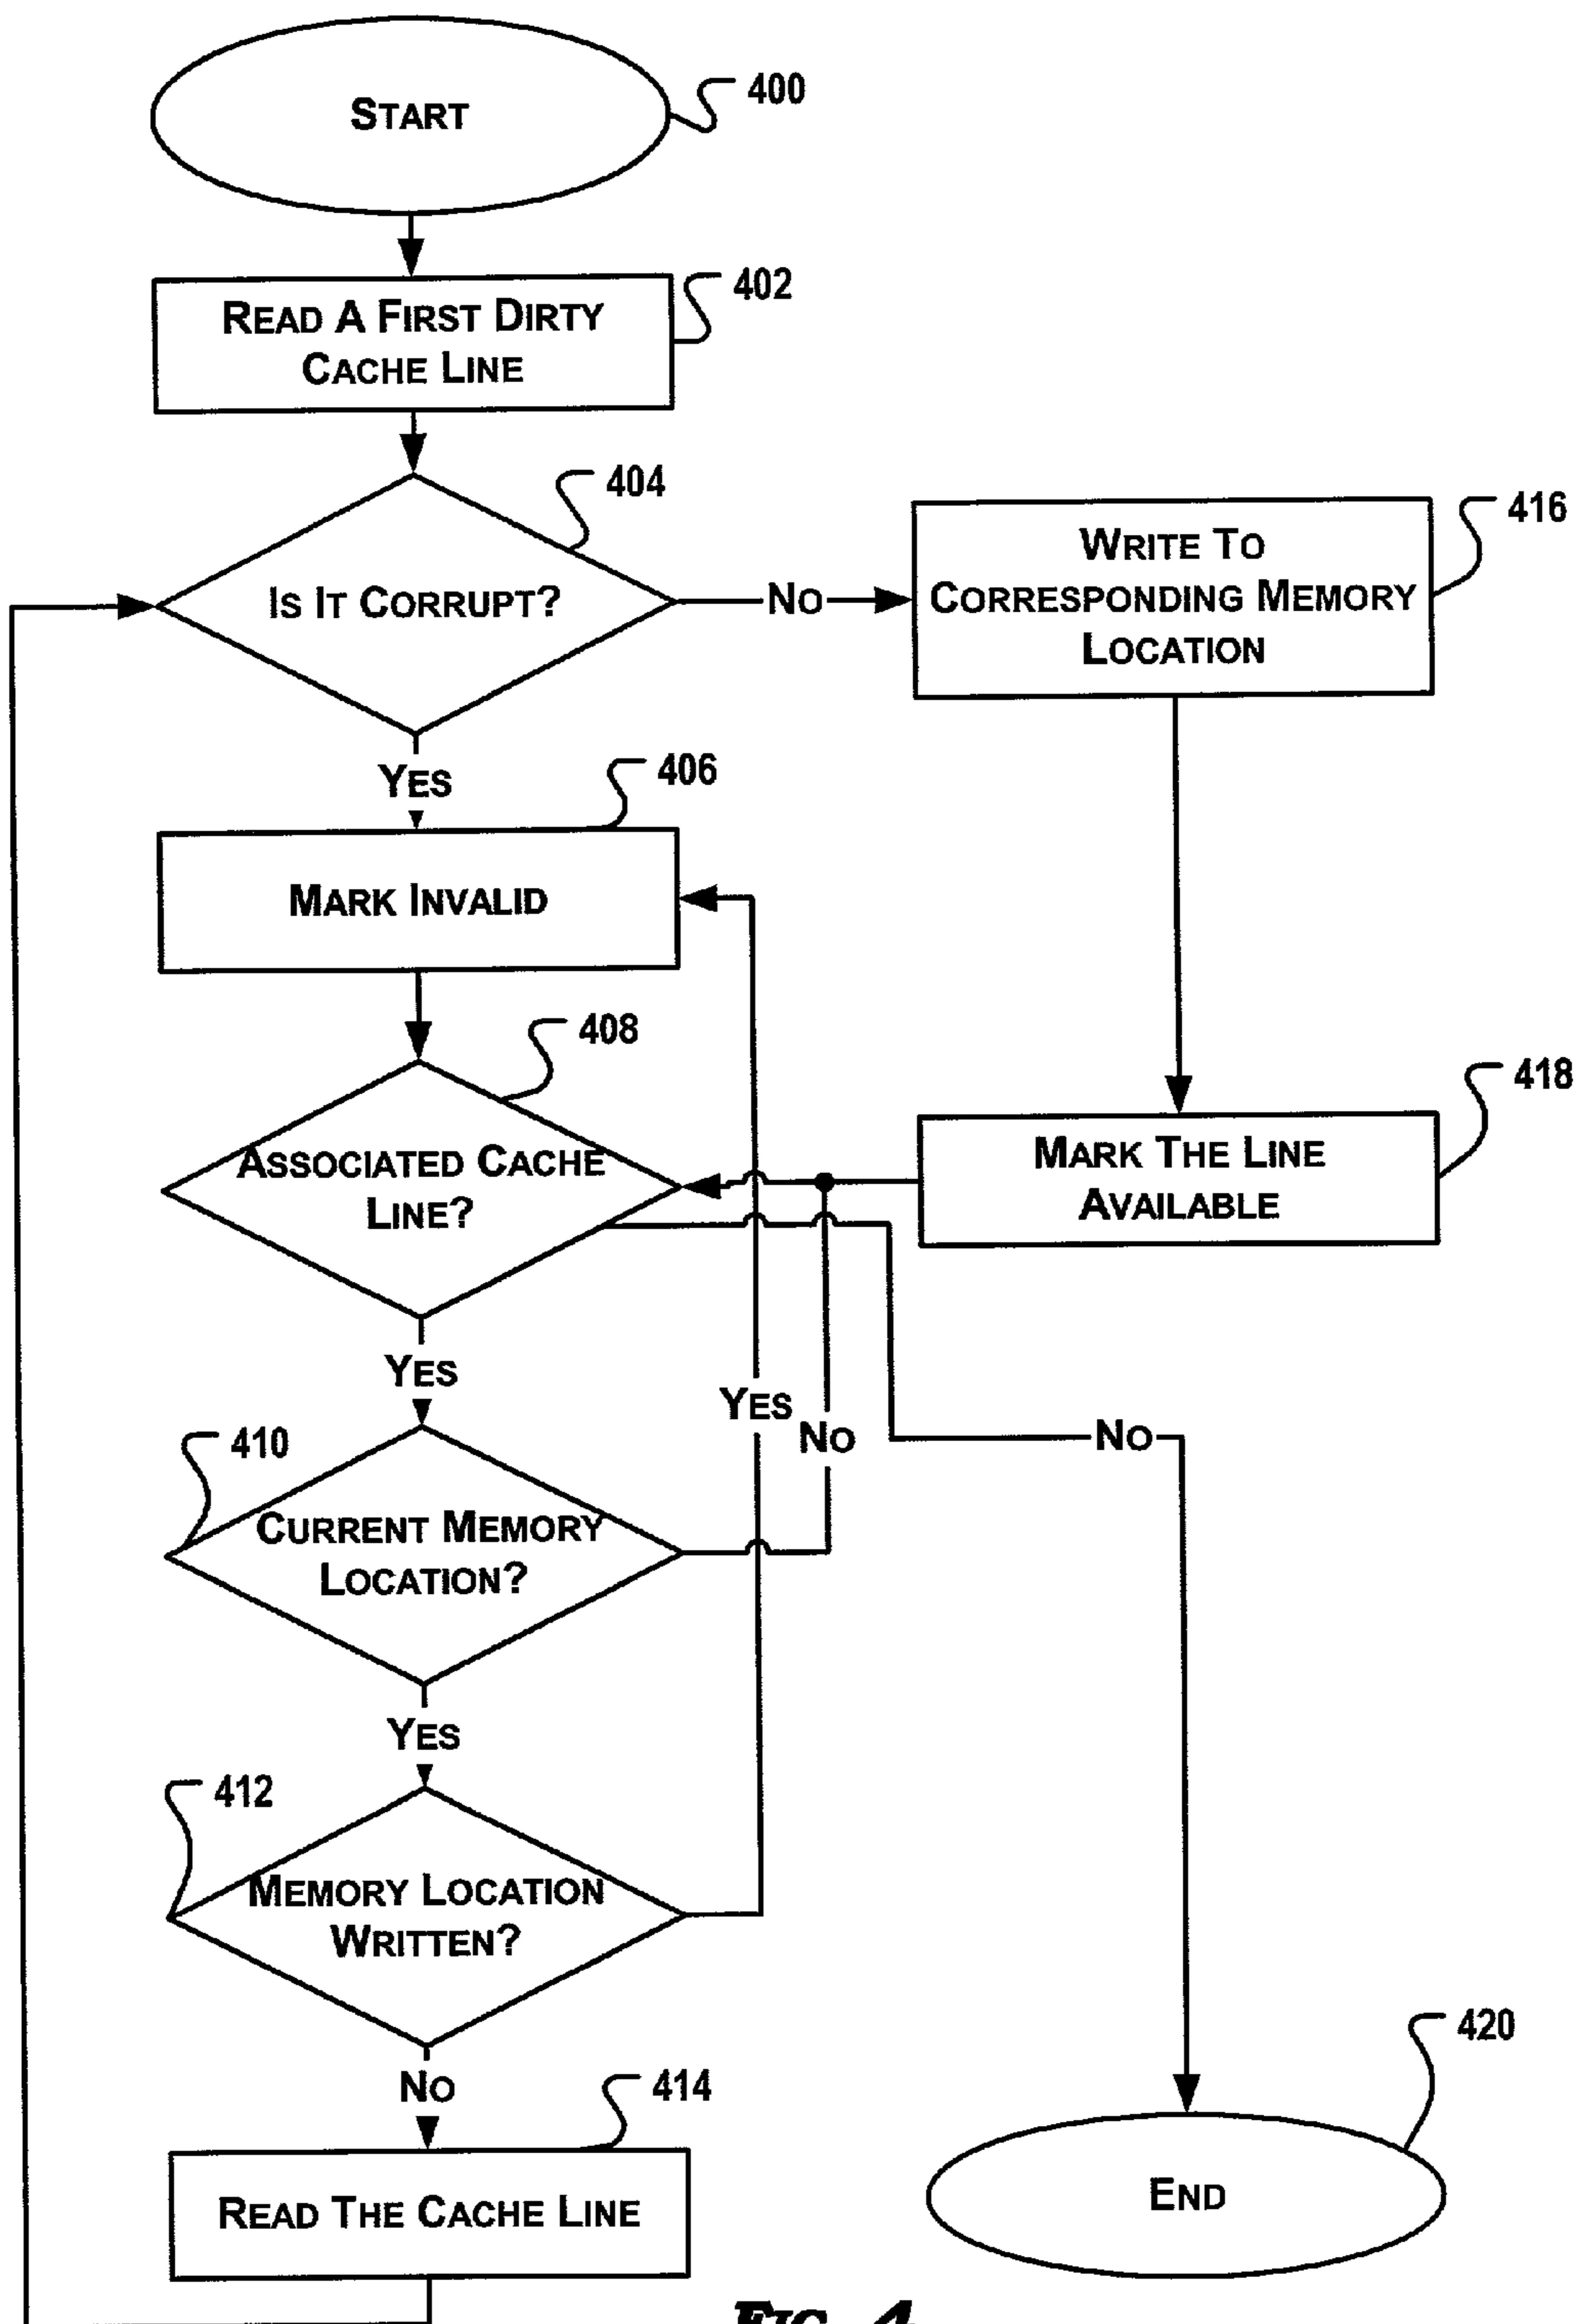 START
400
READ A FIRST DIRTY
CACHE LINE
402
IS IT CORRUPT?
404
NO
WRITE TO
CORRESPONDING MEMORY
LOCATION
416
YES
MARK INVALID
406
ASSOCIATED CACHE
LINE?
408
MARK THE LINE
AVAILABLE
418
YES
YES
NO
NO
CURRENT MEMORY
LOCATION?
410
YES
MEMORY LOCATION
WRITTEN?
412
NO
READ THE CACHE LINE
414
END
420
FIG. 4